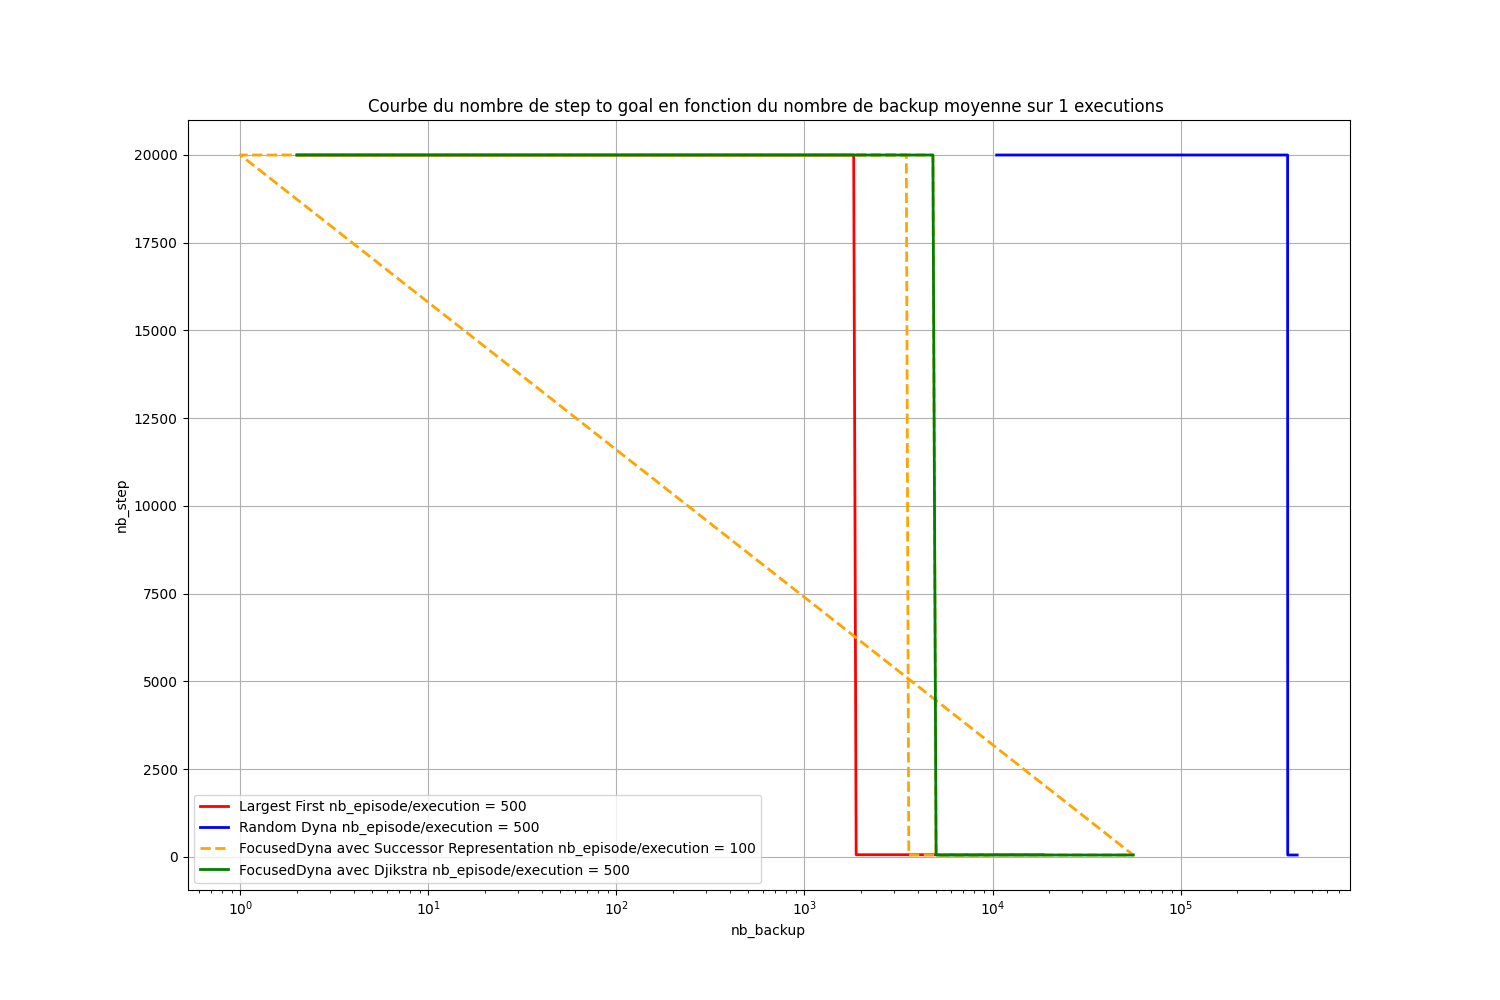 Courbe du nombre de step to goal en fonction du nombre de backup moyenne sur 1 executions
20000
17500
15000
12500
10000
7500
5000
2500
0
nb_step
Largest First nb_episode/execution = 500
Random Dyna nb_episode/execution = 500
FocusedDyna avec Successor Representation nb_episode/execution = 100
FocusedDyna avec Djikstra nb_episode/execution = 500
10⁰ 10¹ 10² 10³ 10⁴ 10⁵
nb_backup